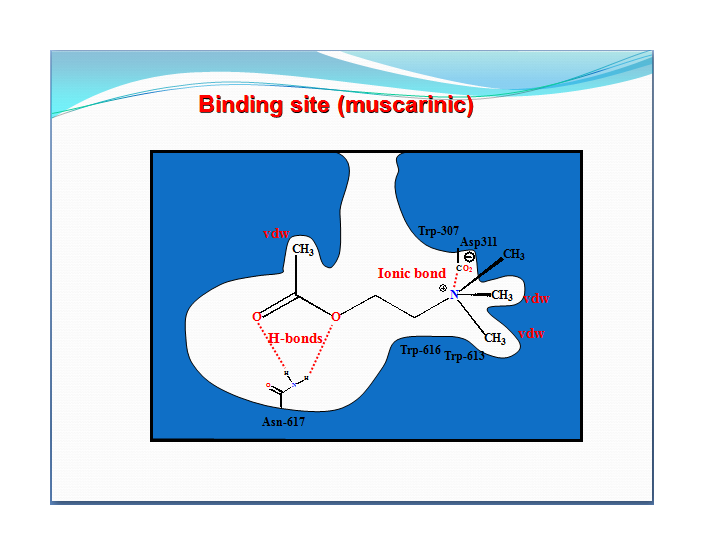 Binding site (muscarinic)
Trp-307
vdw
Asp311
CH3
CH3
CO2
Ionic bond
N
CH3
vdw
O
O
H-bonds
CH3
vdw
Trp-616
Trp-613
H
H
O
N
Asn-617